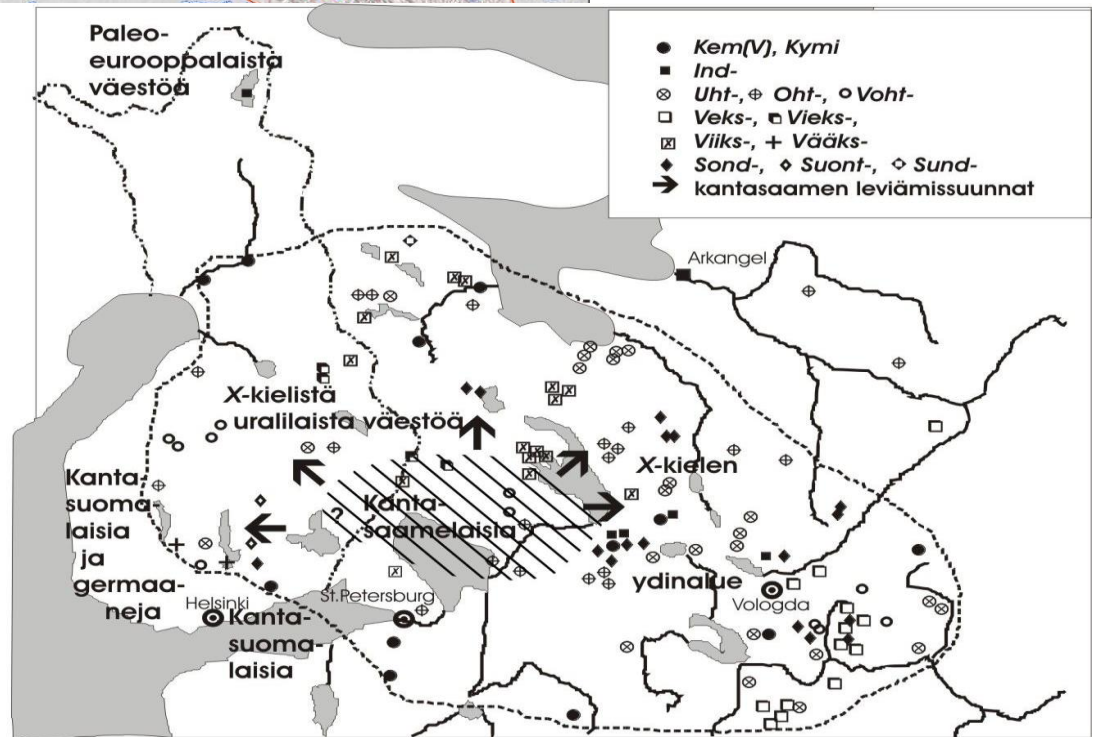 Paleo-
eurooppalaista
väestöä
Kem(V), Kymi
Ind-
Uht-, Oht-, Voht-
Veks-, Vieks-,
Viiks-, Vääks-
Sond-, Suont-, Sund-
kantasaamen leviämissuunnat
Arkangel
X-kielistä
uralilaista väestöä
X-kielen
ydinalue
Kanta-
suoma-
laisia
ja
germaa-
neja
?
Kanta-
saamelaisia
Helsinki
St.Petersburg
Vologda
Kanta-
suoma-
laisia